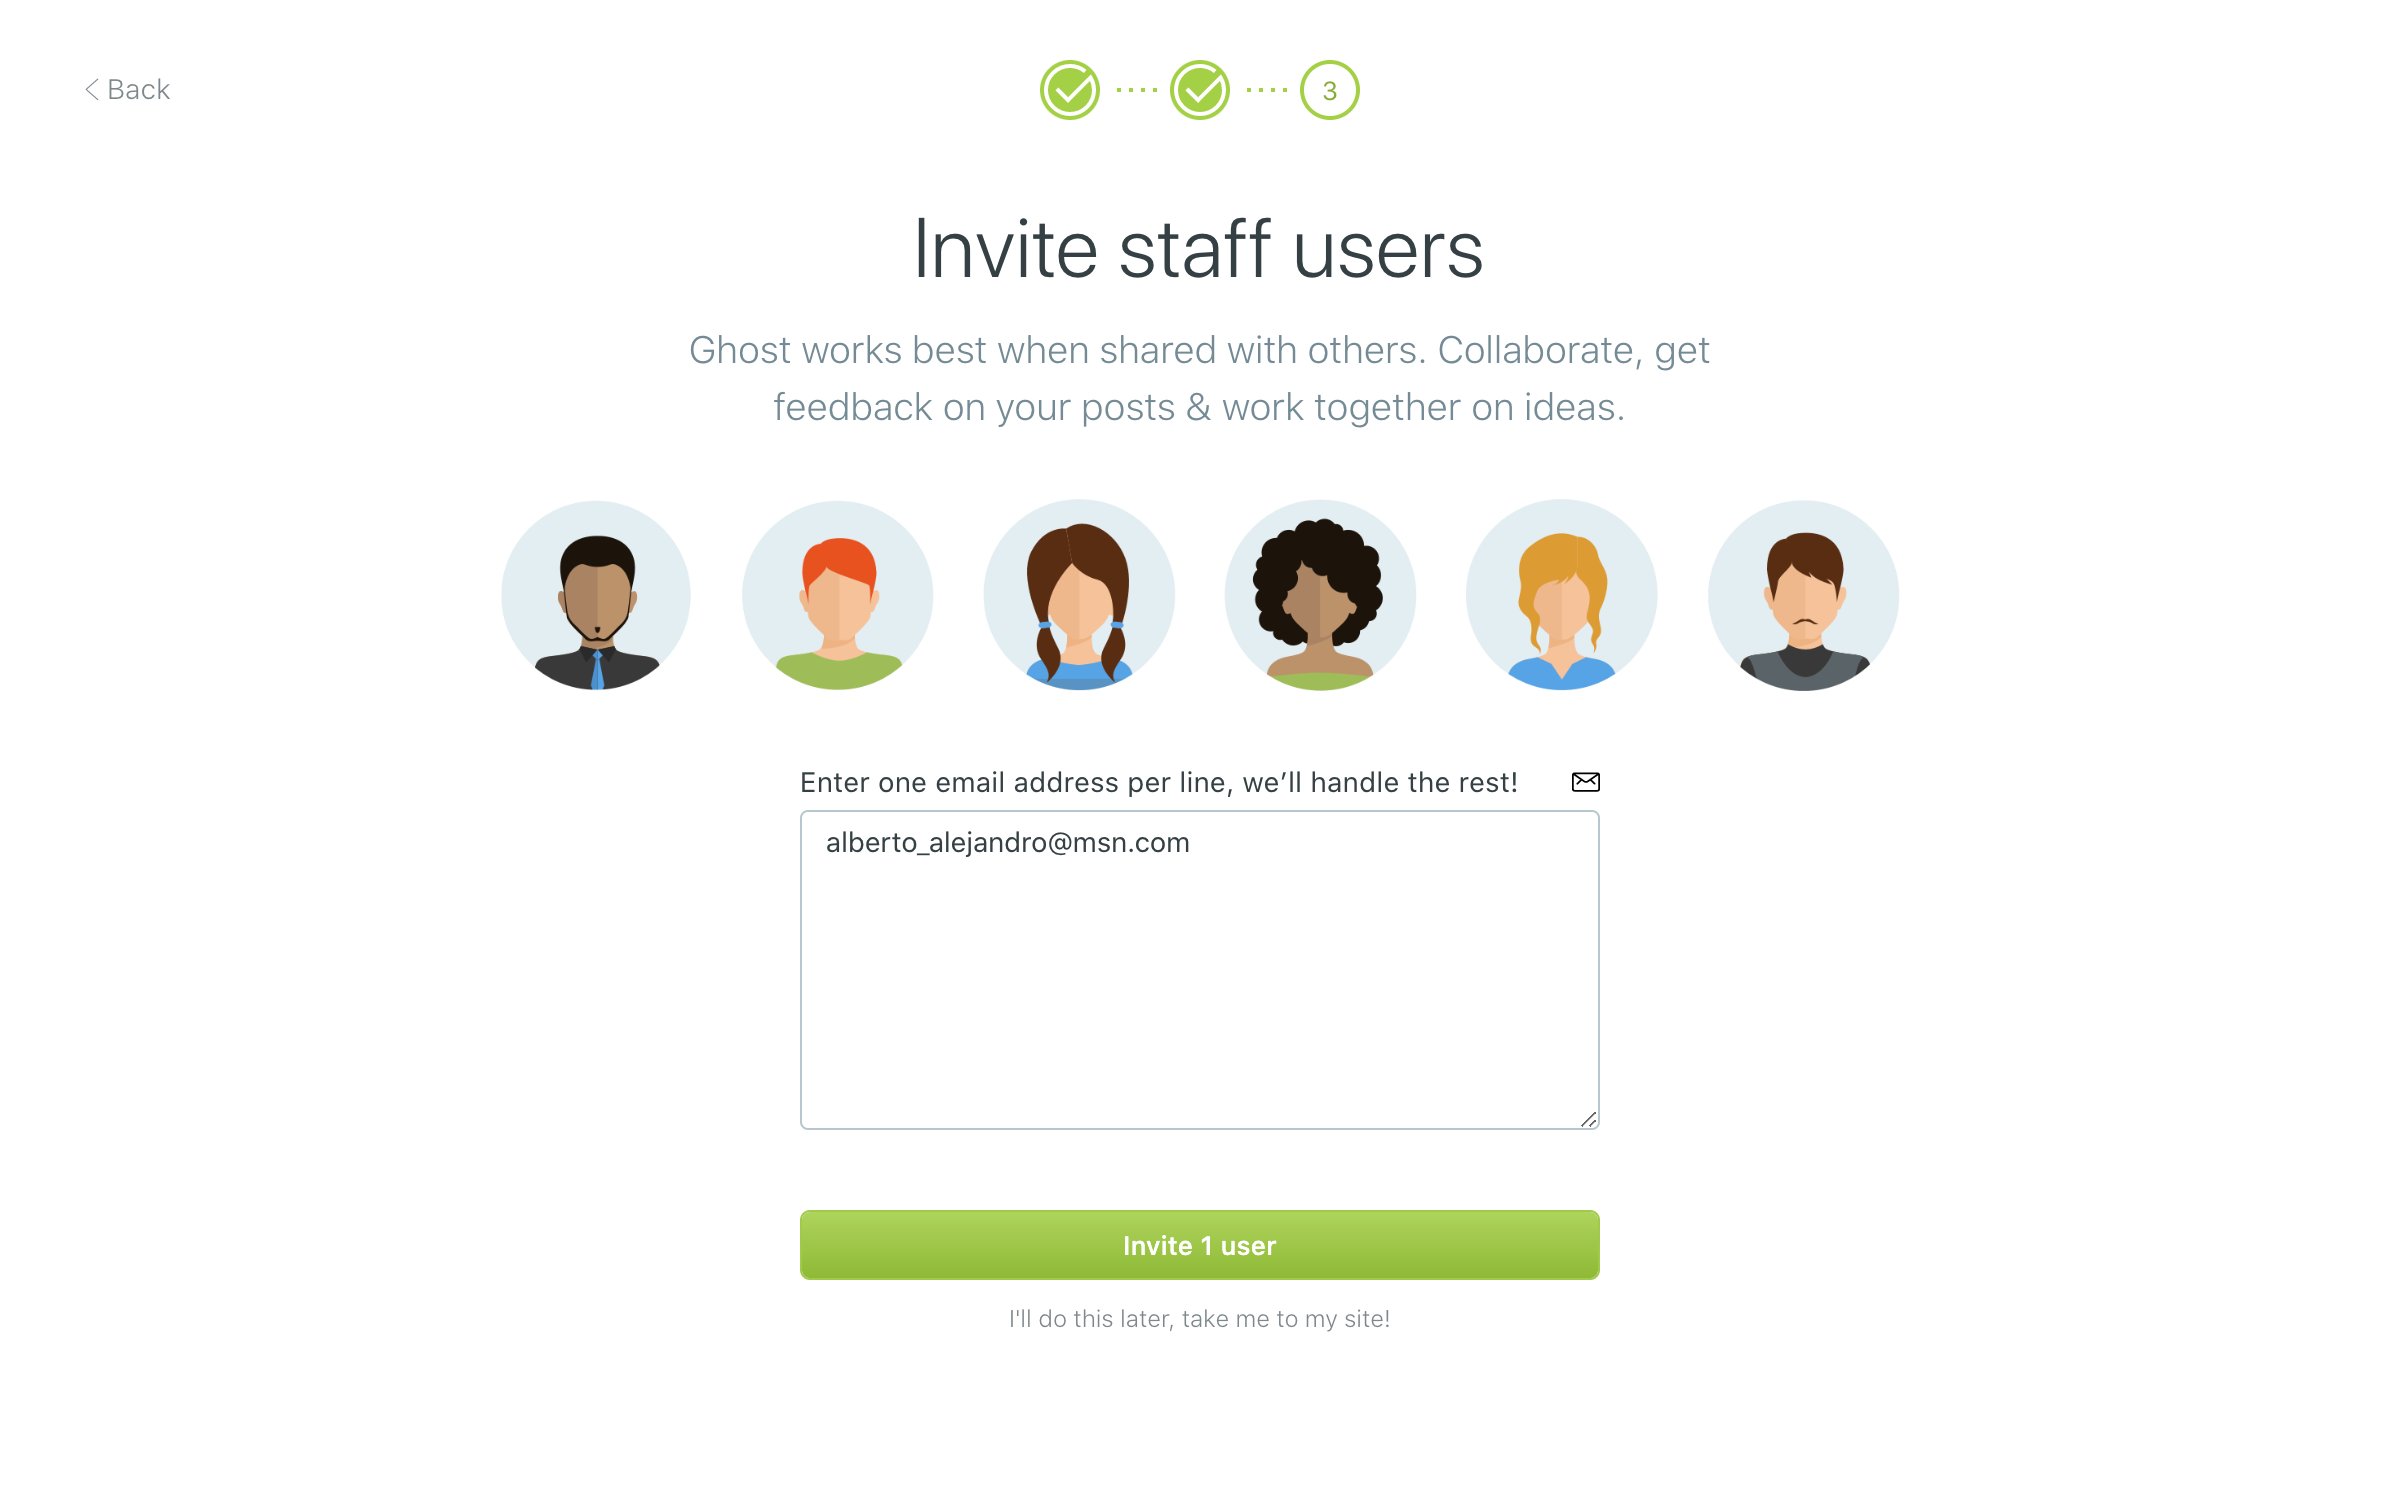 Back
3
Invite staff users
Ghost works best when shared with others. Collaborate, get
feedback on your posts & work together on ideas.
Enter one email address per line, we’ll handle the rest!
alberto_alejandro@msn.com
Invite 1 user
I'll do this later, take me to my site!